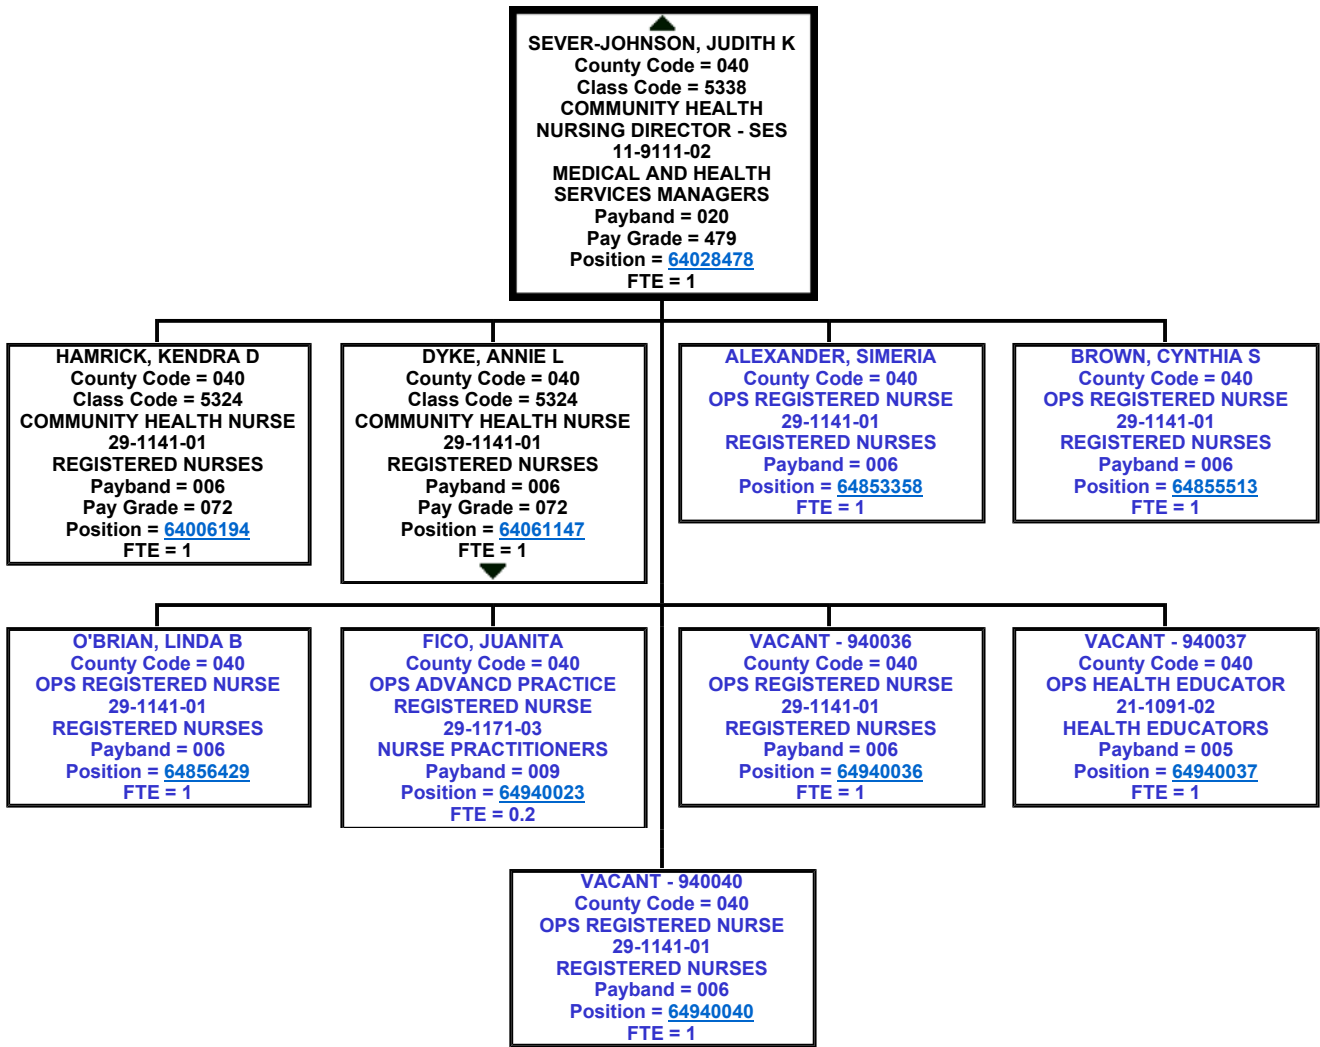 SEVER-JOHNSON, JUDITH K
County Code = 040
Class Code = 5338
COMMUNITY HEALTH
NURSING DIRECTOR - SES
11-9111-02
MEDICAL AND HEALTH
SERVICES MANAGERS
Payband = 020
Pay Grade = 479
Position = 64028478
FTE = 1
HAMRICK, KENDRA D
County Code = 040
Class Code = 5324
COMMUNITY HEALTH NURSE
29-1141-01
REGISTERED NURSES
Payband = 006
Pay Grade = 072
Position = 64006194
FTE = 1
DYKE, ANNIE L
County Code = 040
Class Code = 5324
COMMUNITY HEALTH NURSE
29-1141-01
REGISTERED NURSES
Payband = 006
Pay Grade = 072
Position = 64061147
FTE = 1
ALEXANDER, SIMERIA
County Code = 040
OPS REGISTERED NURSE
29-1141-01
REGISTERED NURSES
Payband = 006
Position = 64853358
FTE = 1
BROWN, CYNTHIA S
County Code = 040
OPS REGISTERED NURSE
29-1141-01
REGISTERED NURSES
Payband = 006
Position = 64855513
FTE = 1
O'BRIAN, LINDA B
County Code = 040
OPS REGISTERED NURSE
29-1141-01
REGISTERED NURSES
Payband = 006
Position = 64856429
FTE = 1
FICO, JUANITA
County Code = 040
OPS ADVANCD PRACTICE
REGISTERED NURSE
29-1171-03
NURSE PRACTITIONERS
Payband = 009
Position = 64940023
FTE = 0.2
VACANT - 940036
County Code = 040
OPS REGISTERED NURSE
29-1141-01
REGISTERED NURSES
Payband = 006
Position = 64940036
FTE = 1
VACANT - 940037
County Code = 040
OPS HEALTH EDUCATOR
21-1091-02
HEALTH EDUCATORS
Payband = 005
Position = 64940037
FTE = 1
VACANT - 940040
County Code = 040
OPS REGISTERED NURSE
29-1141-01
REGISTERED NURSES
Payband = 006
Position = 64940040
FTE = 1